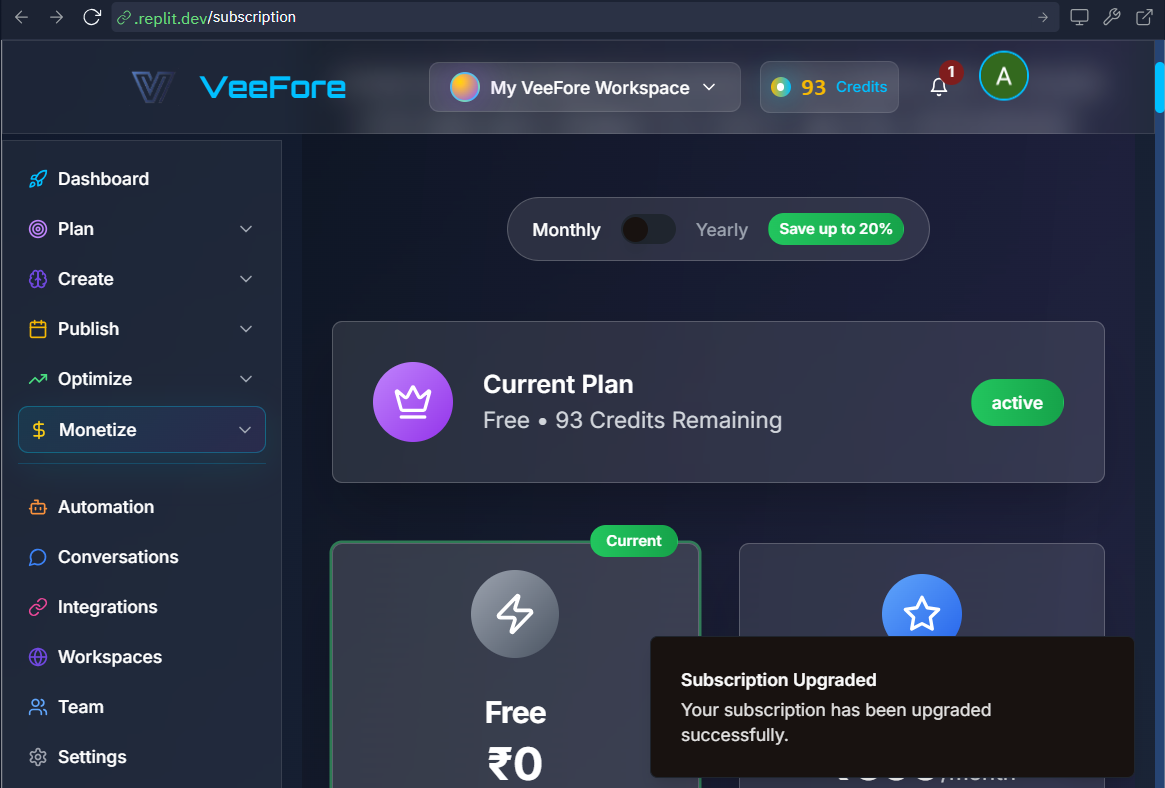 .replit.dev/subscription
VeeFore
My VeeFore Workspace
93 Credits
1
A
Dashboard
Plan
Create
Publish
Optimize
Monetize
Automation
Conversations
Integrations
Workspaces
Team
Settings
Monthly
Yearly
Save up to 20%
Current Plan
Free • 93 Credits Remaining
active
Current
Free
₹0
Subscription Upgraded
Your subscription has been upgraded
successfully.
/month